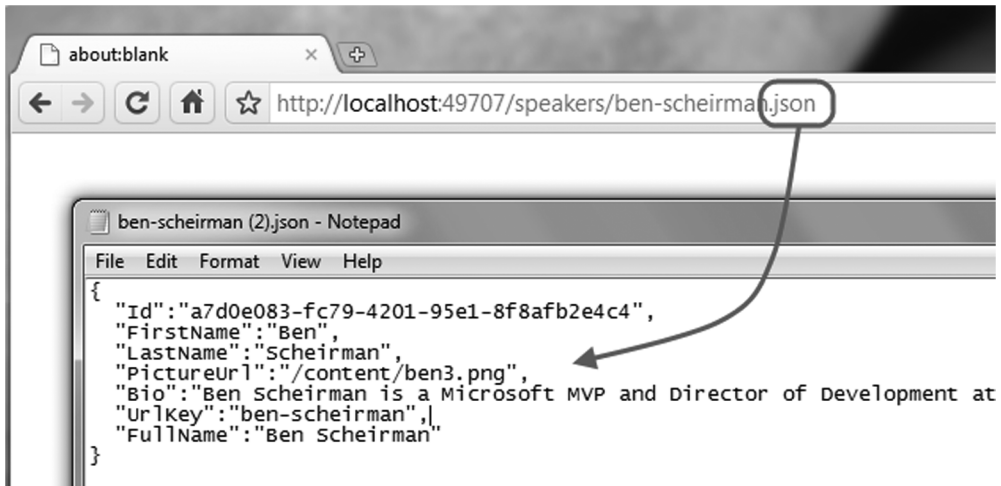 about:blank
http://localhost:49707/speakers/ben-scheirman.json
ben-scheirman (2).json - Notepad
File Edit Format View Help
{
"Id":"a7d0e083-fc79-4201-95e1-8f8afb2e4c4",
"FirstName":"Ben",
"LastName":"Scheirman",
"PictureUrl":"/content/ben3.png",
"Bio":"Ben Scheirman is a Microsoft MVP and Director of Development at
"UrlKey":"ben-scheirman",
"FullName":"Ben Scheirman"
}